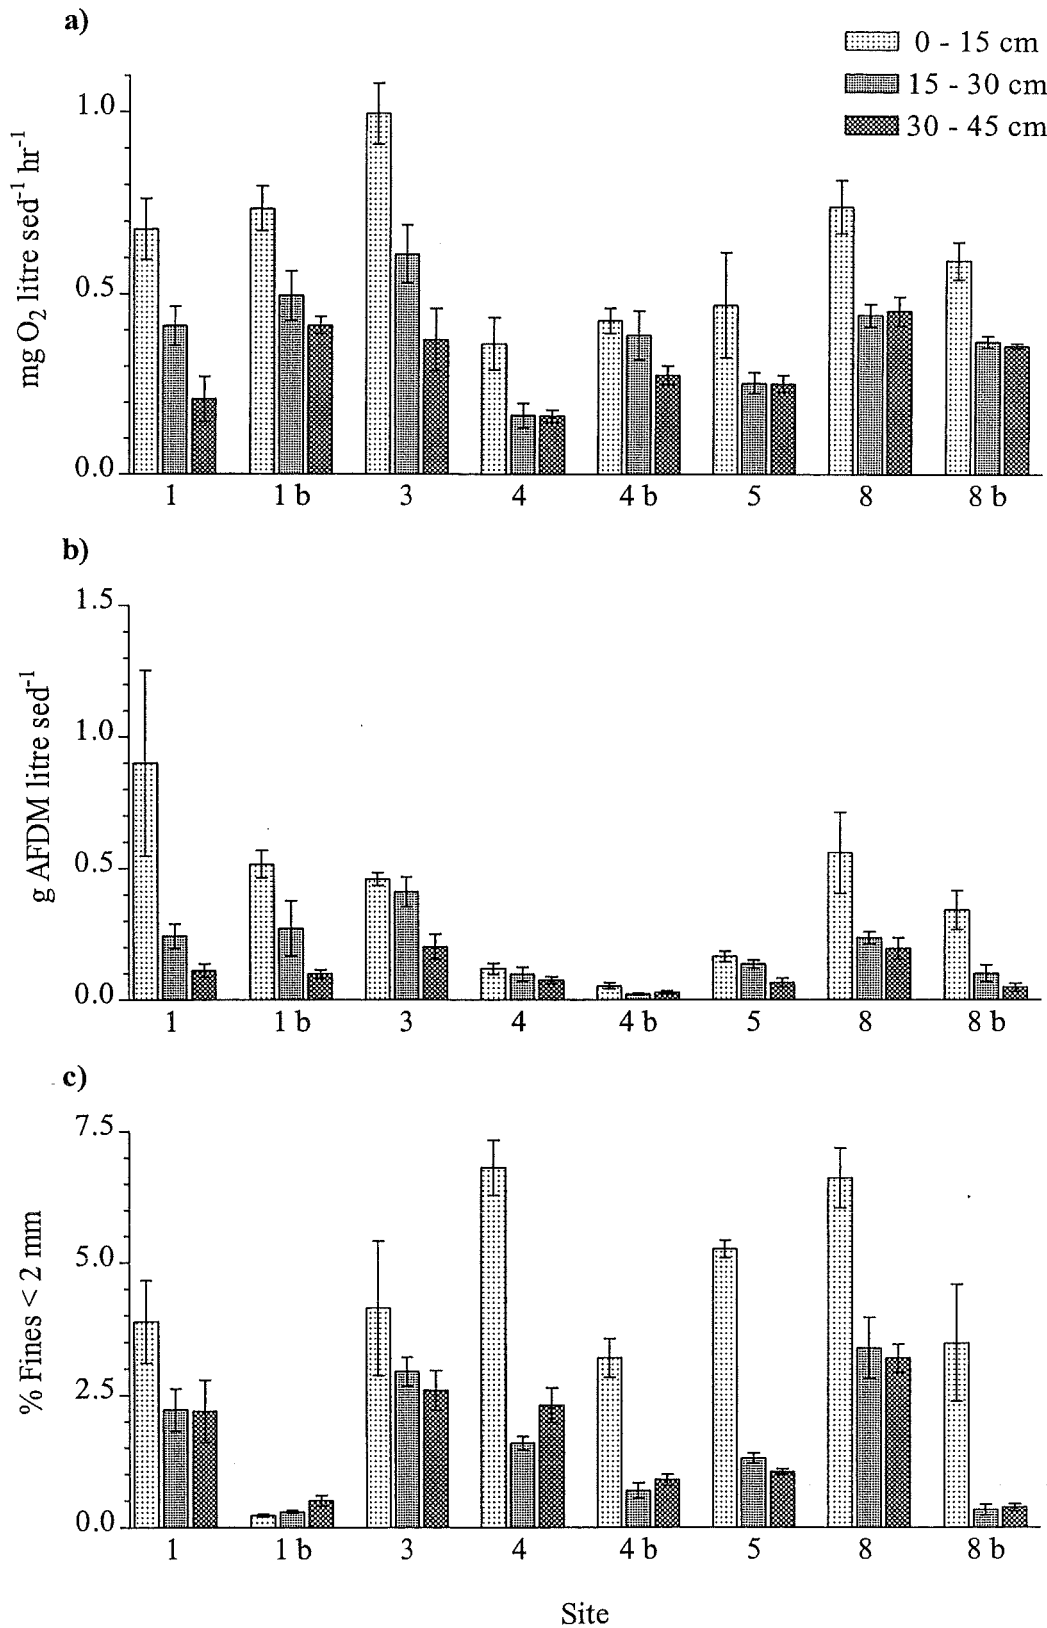 a)
0 - 15 cm
15 - 30 cm
30 - 45 cm
mg O₂ litre sed⁻¹ hr⁻¹
1.0
0.5
0.0
1 1 b 3 4 4 b 5 8 8 b
b)
g AFDM litre sed⁻¹
1.5
1.0
0.5
0.0
1 1 b 3 4 4 b 5 8 8 b
c)
% Fines < 2 mm
7.5
5.0
2.5
0.0
1 1 b 3 4 4 b 5 8 8 b
Site